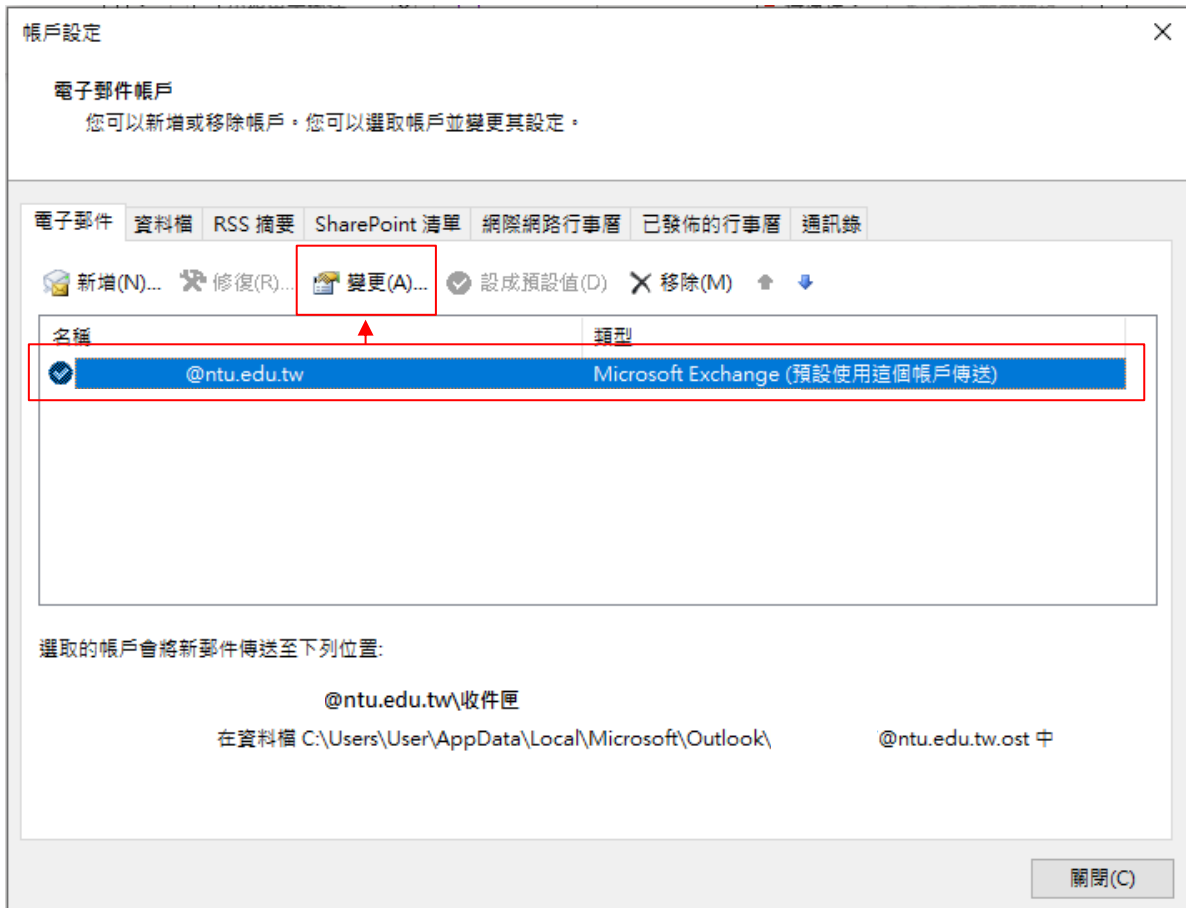 帳戶設定
電子郵件帳戶
您可以新增或移除帳戶。您可以選取帳戶並變更其設定。
電子郵件 資料檔 RSS 摘要 SharePoint 清單 網際網路行事曆 已發佈的行事曆 通訊錄
新增(N)... 修復(R)... 變更(A)... 設成預設值(D) 移除(M)
名稱 類型
@ntu.edu.tw Microsoft Exchange (預設使用這個帳戶傳送)
選取的帳戶會將新郵件傳送至下列位置:
@ntu.edu.tw\收件匣
在資料檔 C:\Users\User\AppData\Local\Microsoft\Outlook\ @ntu.edu.tw.ost 中
關閉(C)